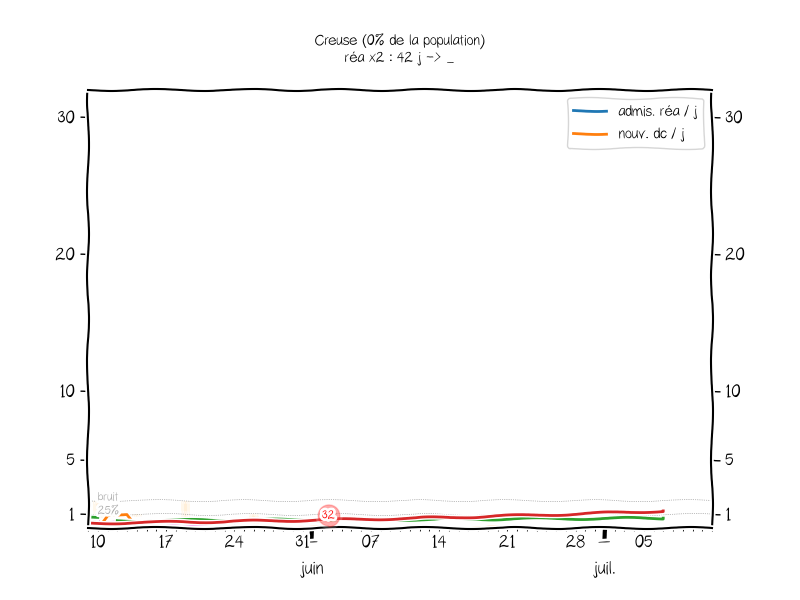 Creuse (0% de la population)
réa x2 : 42 j -> _
admis. réa / j
nouv. dc / j
30
30
20
20
10
10
5
5
bruit
25%
32
1
1
10 17 24 31 07 14 21 28 05
juin juil.